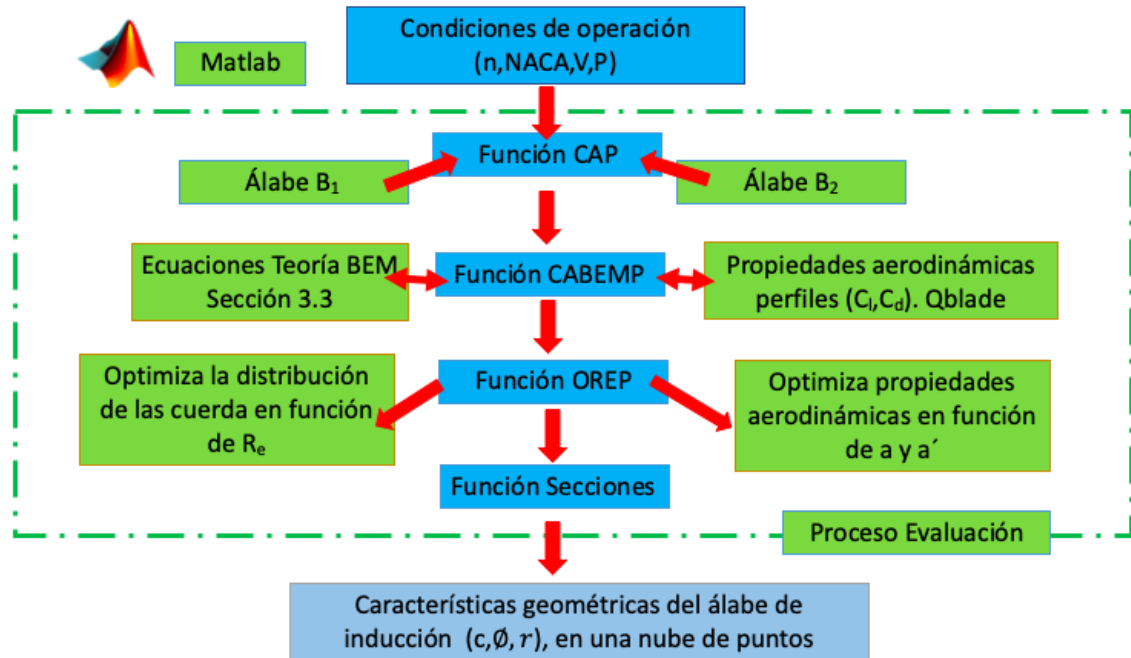 Condiciones de operación
(n,NACA,V,P)
Matlab
Función CAP
Álabe B₁
Álabe B₂
Ecuaciones Teoría BEM
Sección 3.3
Función CABEMP
Propiedades aerodinámicas
perfiles (Cₗ,C_d). Qblade
Optimiza la distribución
de las cuerda en función
de Rₑ
Función OREP
Optimiza propiedades
aerodinámicas en función
de a y a´
Función Secciones
Proceso Evaluación
Características geométricas del álabe de
inducción (c,Ø, r), en una nube de puntos